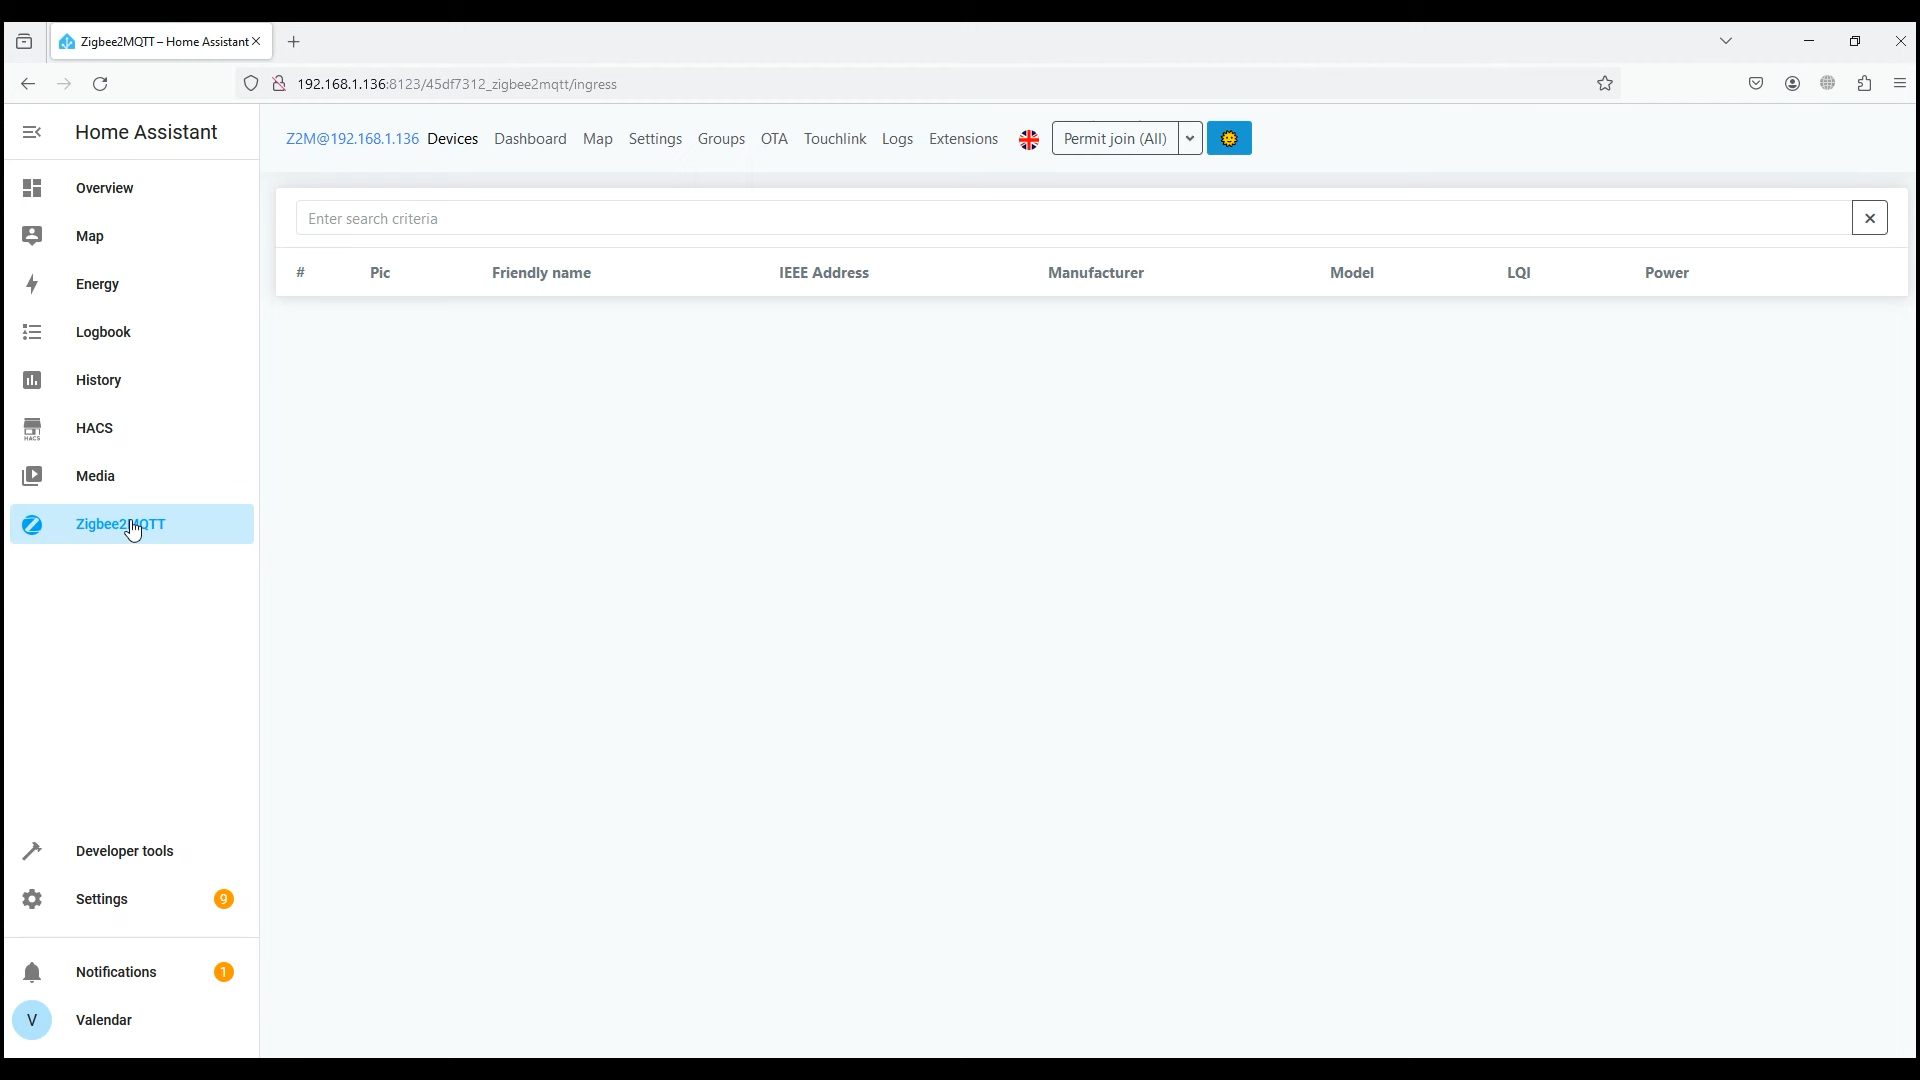 Zigbee2MQTT – Home Assistant
192.168.1.136:8123/45df7312_zigbee2mqtt/ingress
Home Assistant
Z2M@192.168.1.136 Devices Dashboard Map Settings Groups OTA Touchlink Logs Extensions Permit join (All)
Overview
Enter search criteria
Map
# Pic Friendly name IEEE Address Manufacturer Model LQI Power
Energy
Logbook
History
HACS
HACS
Media
Zigbee2MQTT
Developer tools
Settings 9
Notifications 1
V Valendar